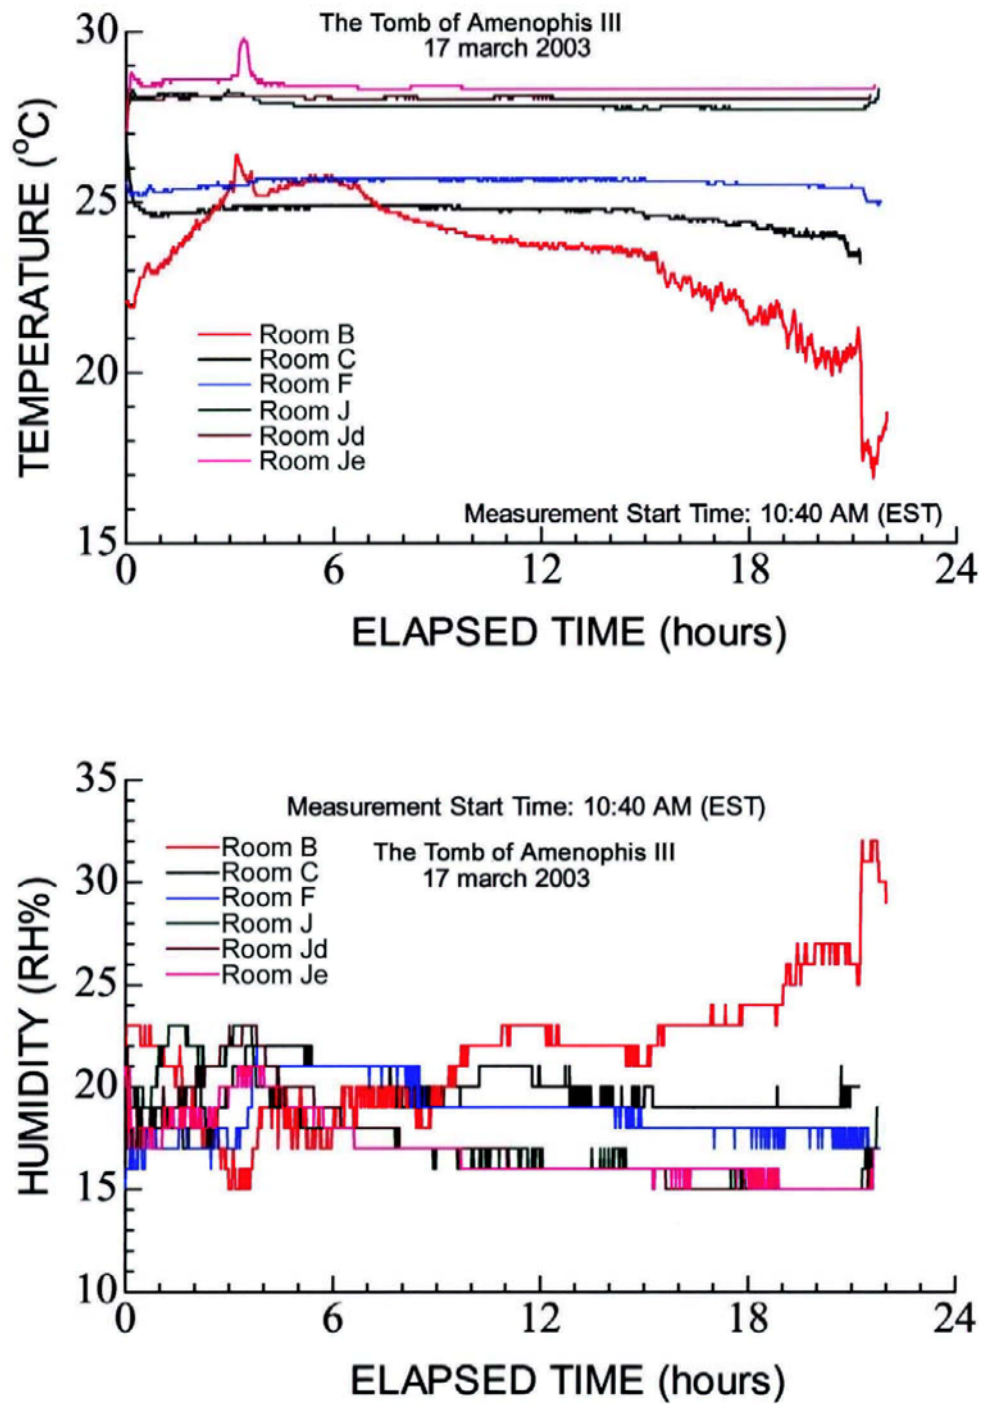 The Tomb of Amenophis III
17 march 2003
30
25
20
15
TEMPERATURE (°C)
Room B
Room C
Room F
Room J
Room Jd
Room Je
Measurement Start Time: 10:40 AM (EST)
0 6 12 18 24
ELAPSED TIME (hours)
35
30
25
20
15
10
HUMIDITY (RH%)
Measurement Start Time: 10:40 AM (EST)
The Tomb of Amenophis III
17 march 2003
Room B
Room C
Room F
Room J
Room Jd
Room Je
0 6 12 18 24
ELAPSED TIME (hours)